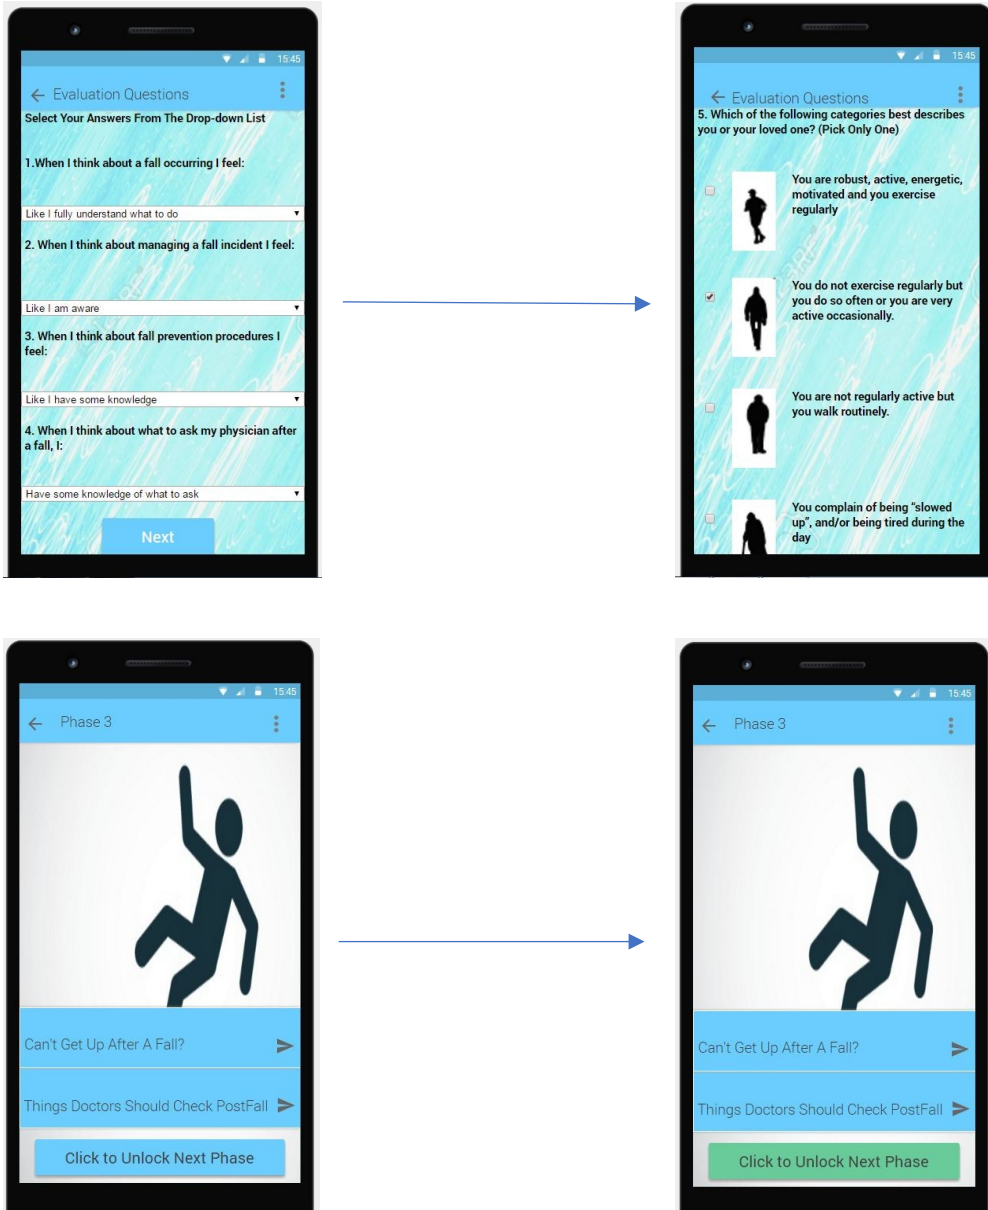 15:45
Evaluation Questions
Select Your Answers From The Drop-down List
1.When I think about a fall occurring I feel:
Like I fully understand what to do
2. When I think about managing a fall incident I feel:
Like I am aware
3. When I think about fall prevention procedures I
feel:
Like I have some knowledge
4. When I think about what to ask my physician after
a fall, I:
Have some knowledge of what to ask
Next
15:45
Evaluation Questions
5. Which of the following categories best describes
you or your loved one? (Pick Only One)
You are robust, active, energetic,
motivated and you exercise
regularly
You do not exercise regularly but
you do so often or you are very
active occasionally.
You are not regularly active but
you walk routinely.
You complain of being “slowed
up”, and/or being tired during the
day
15:45
Phase 3
Can't Get Up After A Fall?
Things Doctors Should Check PostFall
Click to Unlock Next Phase
15:45
Phase 3
Can't Get Up After A Fall?
Things Doctors Should Check PostFall
Click to Unlock Next Phase